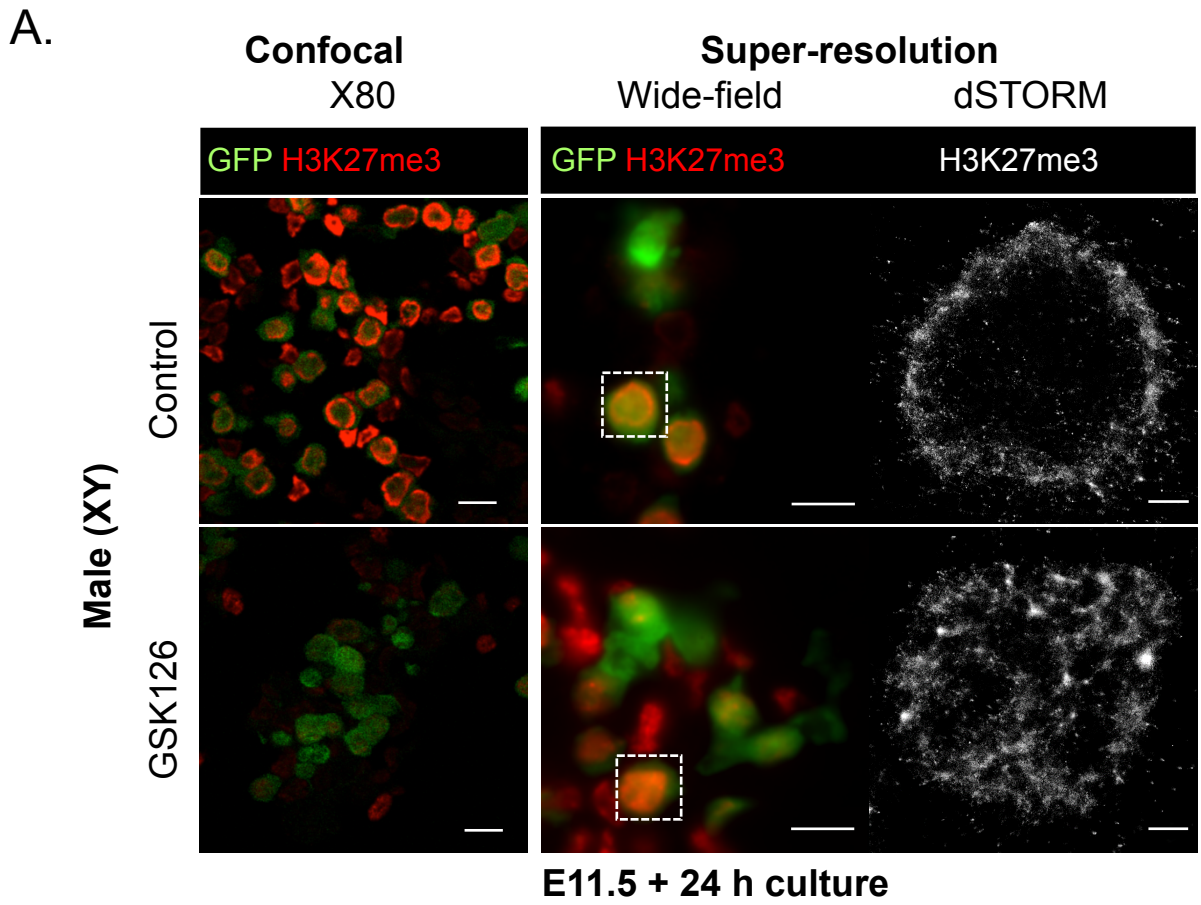 A.
Confocal
Super-resolution
X80
Wide-field
dSTORM
GFP H3K27me3
GFP H3K27me3
H3K27me3
Male (XY)
Control
GSK126
E11.5 + 24 h culture